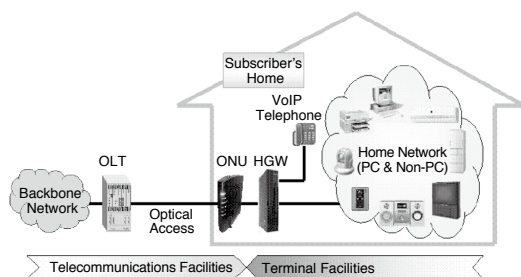 Subscriber's
Home
VoIP
Telephone
Home Network
(PC & Non-PC)
OLT
ONU HGW
Backbone
Network
Optical
Access
Telecommunications Facilities
Terminal Facilities